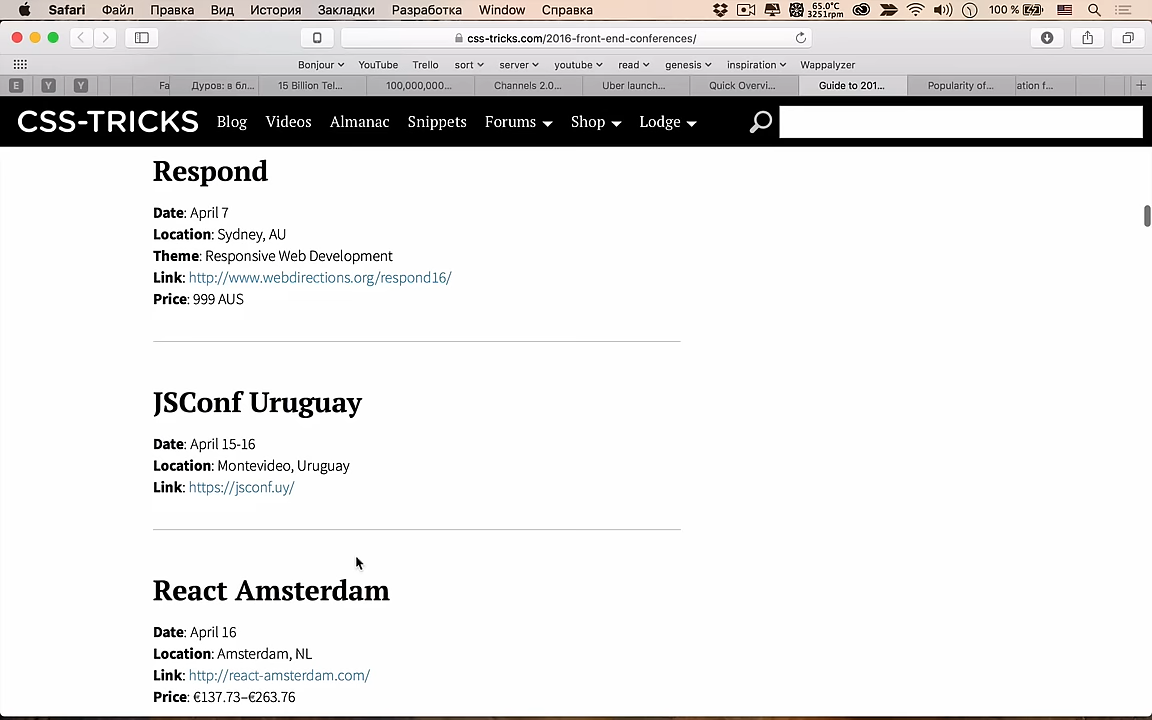 Safari Файл Правка Вид История Закладки Разработка Window Справка 65.0°C 3251rpm 100 %
css-tricks.com/2016-front-end-conferences/
Bonjour YouTube Trello sort server youtube read genesis inspiration Wappalyzer
E Y Y Fa Дуров: в бл... 15 Billion Tel... 100,000,000... Channels 2.0... Uber launch... Quick Overvi... Guide to 201... Popularity of... ation f...
CSS-TRICKS Blog Videos Almanac Snippets Forums Shop Lodge
Respond
Date: April 7
Location: Sydney, AU
Theme: Responsive Web Development
Link: http://www.webdirections.org/respond16/
Price: 999 AUS
JSConf Uruguay
Date: April 15-16
Location: Montevideo, Uruguay
Link: https://jsconf.uy/
React Amsterdam
Date: April 16
Location: Amsterdam, NL
Link: http://react-amsterdam.com/
Price: €137.73–€263.76